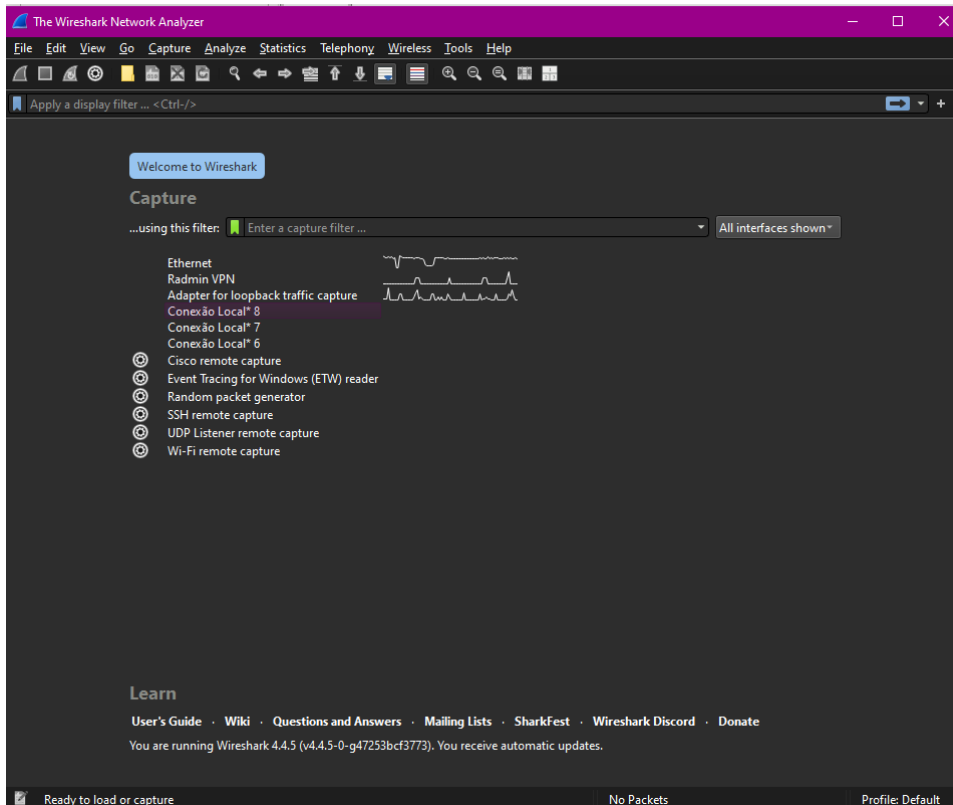 The Wireshark Network Analyzer
File Edit View Go Capture Analyze Statistics Telephony Wireless Tools Help
Apply a display filter ... <Ctrl-/>
+
Welcome to Wireshark
Capture
...using this filter: Enter a capture filter ... All interfaces shown
Ethernet
Radmin VPN
Adapter for loopback traffic capture
Conexão Local* 8
Conexão Local* 7
Conexão Local* 6
Cisco remote capture
Event Tracing for Windows (ETW) reader
Random packet generator
SSH remote capture
UDP Listener remote capture
Wi-Fi remote capture
Learn
User's Guide · Wiki · Questions and Answers · Mailing Lists · SharkFest · Wireshark Discord · Donate
You are running Wireshark 4.4.5 (v4.4.5-0-g47253bcf3773). You receive automatic updates.
Ready to load or capture No Packets Profile: Default